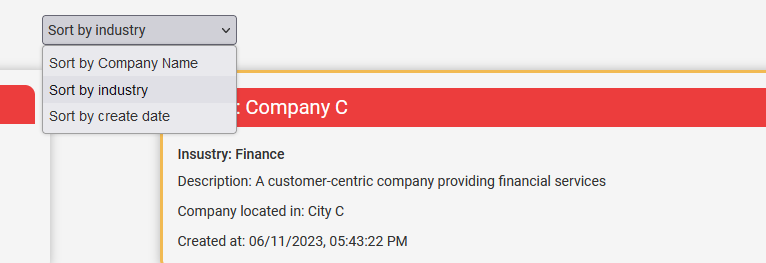 Sort by industry
Sort by Company Name
Sort by industry
Sort by create date
: Company C
Insustry: Finance
Description: A customer-centric company providing financial services
Company located in: City C
Created at: 06/11/2023, 05:43:22 PM